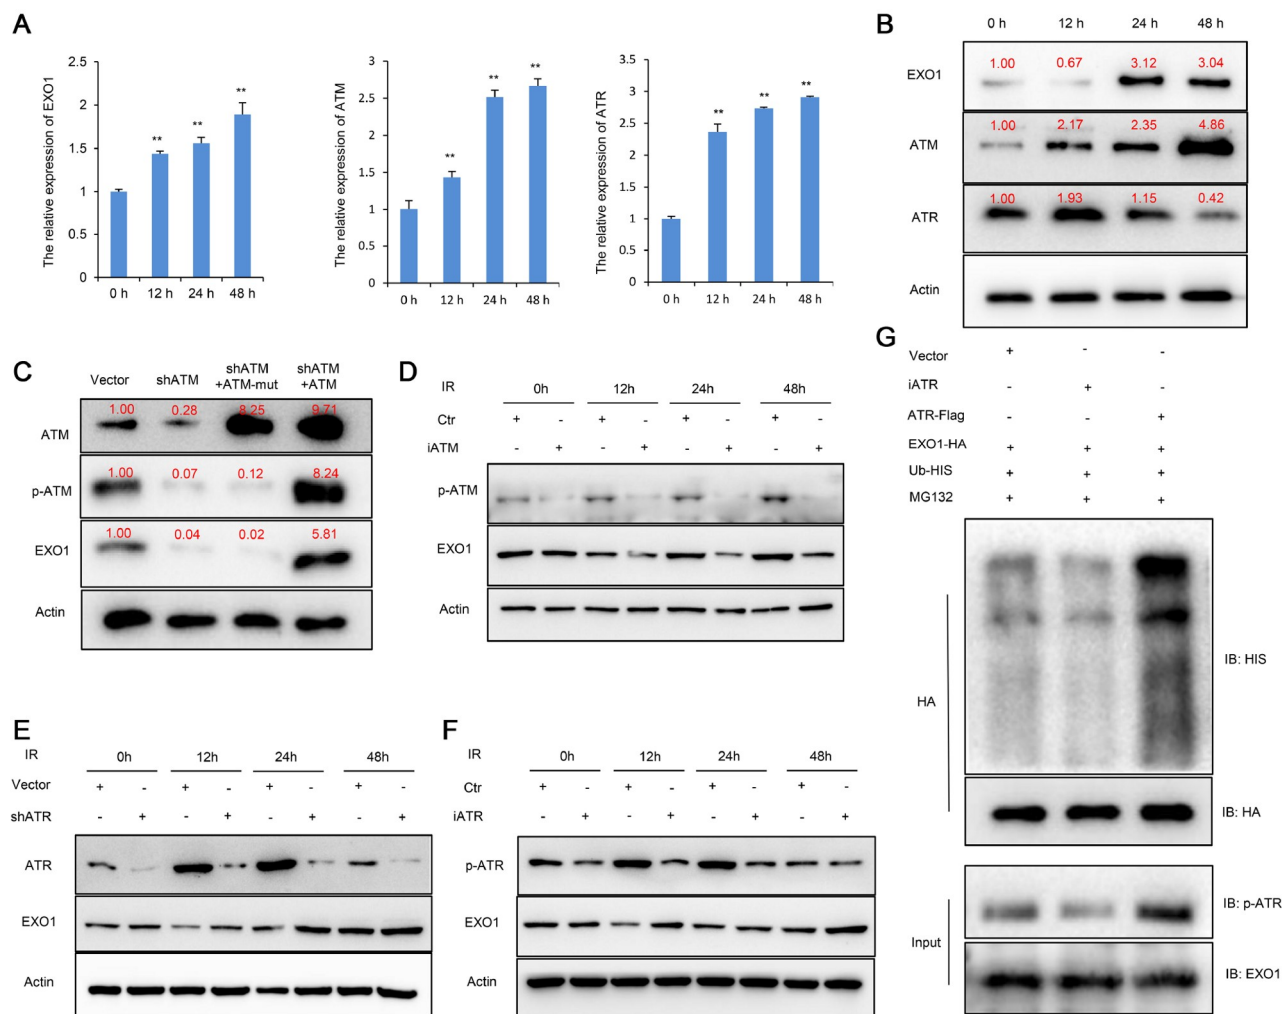 A
The relative expression of EXO1
2.5
2
1.5
1
0.5
0
** ** **
0 h 12 h 24 h 48 h
The relative expression of ATM
3
2.5
2
1.5
1
0.5
0
** ** **
0 h 12 h 24 h 48 h
The relative expression of ATR
3.5
3
2.5
2
1.5
1
0.5
0
** ** **
0 h 12 h 24 h 48 h
B
0 h 12 h 24 h 48 h
EXO1 1.00 0.67 3.12 3.04
ATM 1.00 2.17 2.35 4.86
ATR 1.00 1.93 1.15 0.42
Actin
C
Vector shATM shATM +ATM-mut shATM +ATM
ATM 1.00 0.28 8.25 9.71
p-ATM 1.00 0.07 0.12 8.24
EXO1 1.00 0.04 0.02 5.81
Actin
D
IR 0h 12h 24h 48h
Ctr + - + - + - + -
iATM - + - + - + - +
p-ATM
EXO1
Actin
E
IR 0h 12h 24h 48h
Vector + - + - + - + -
shATR - + - + - + - +
ATR
EXO1
Actin
F
IR 0h 12h 24h 48h
Ctr + - + - + - + -
iATR - + - + - + - +
p-ATR
EXO1
Actin
G
Vector + - -
iATR - + -
ATR-Flag - - +
EXO1-HA + + +
Ub-HIS + + +
MG132 + + +
HA
IB: HIS
IB: HA
Input
IB: p-ATR
IB: EXO1